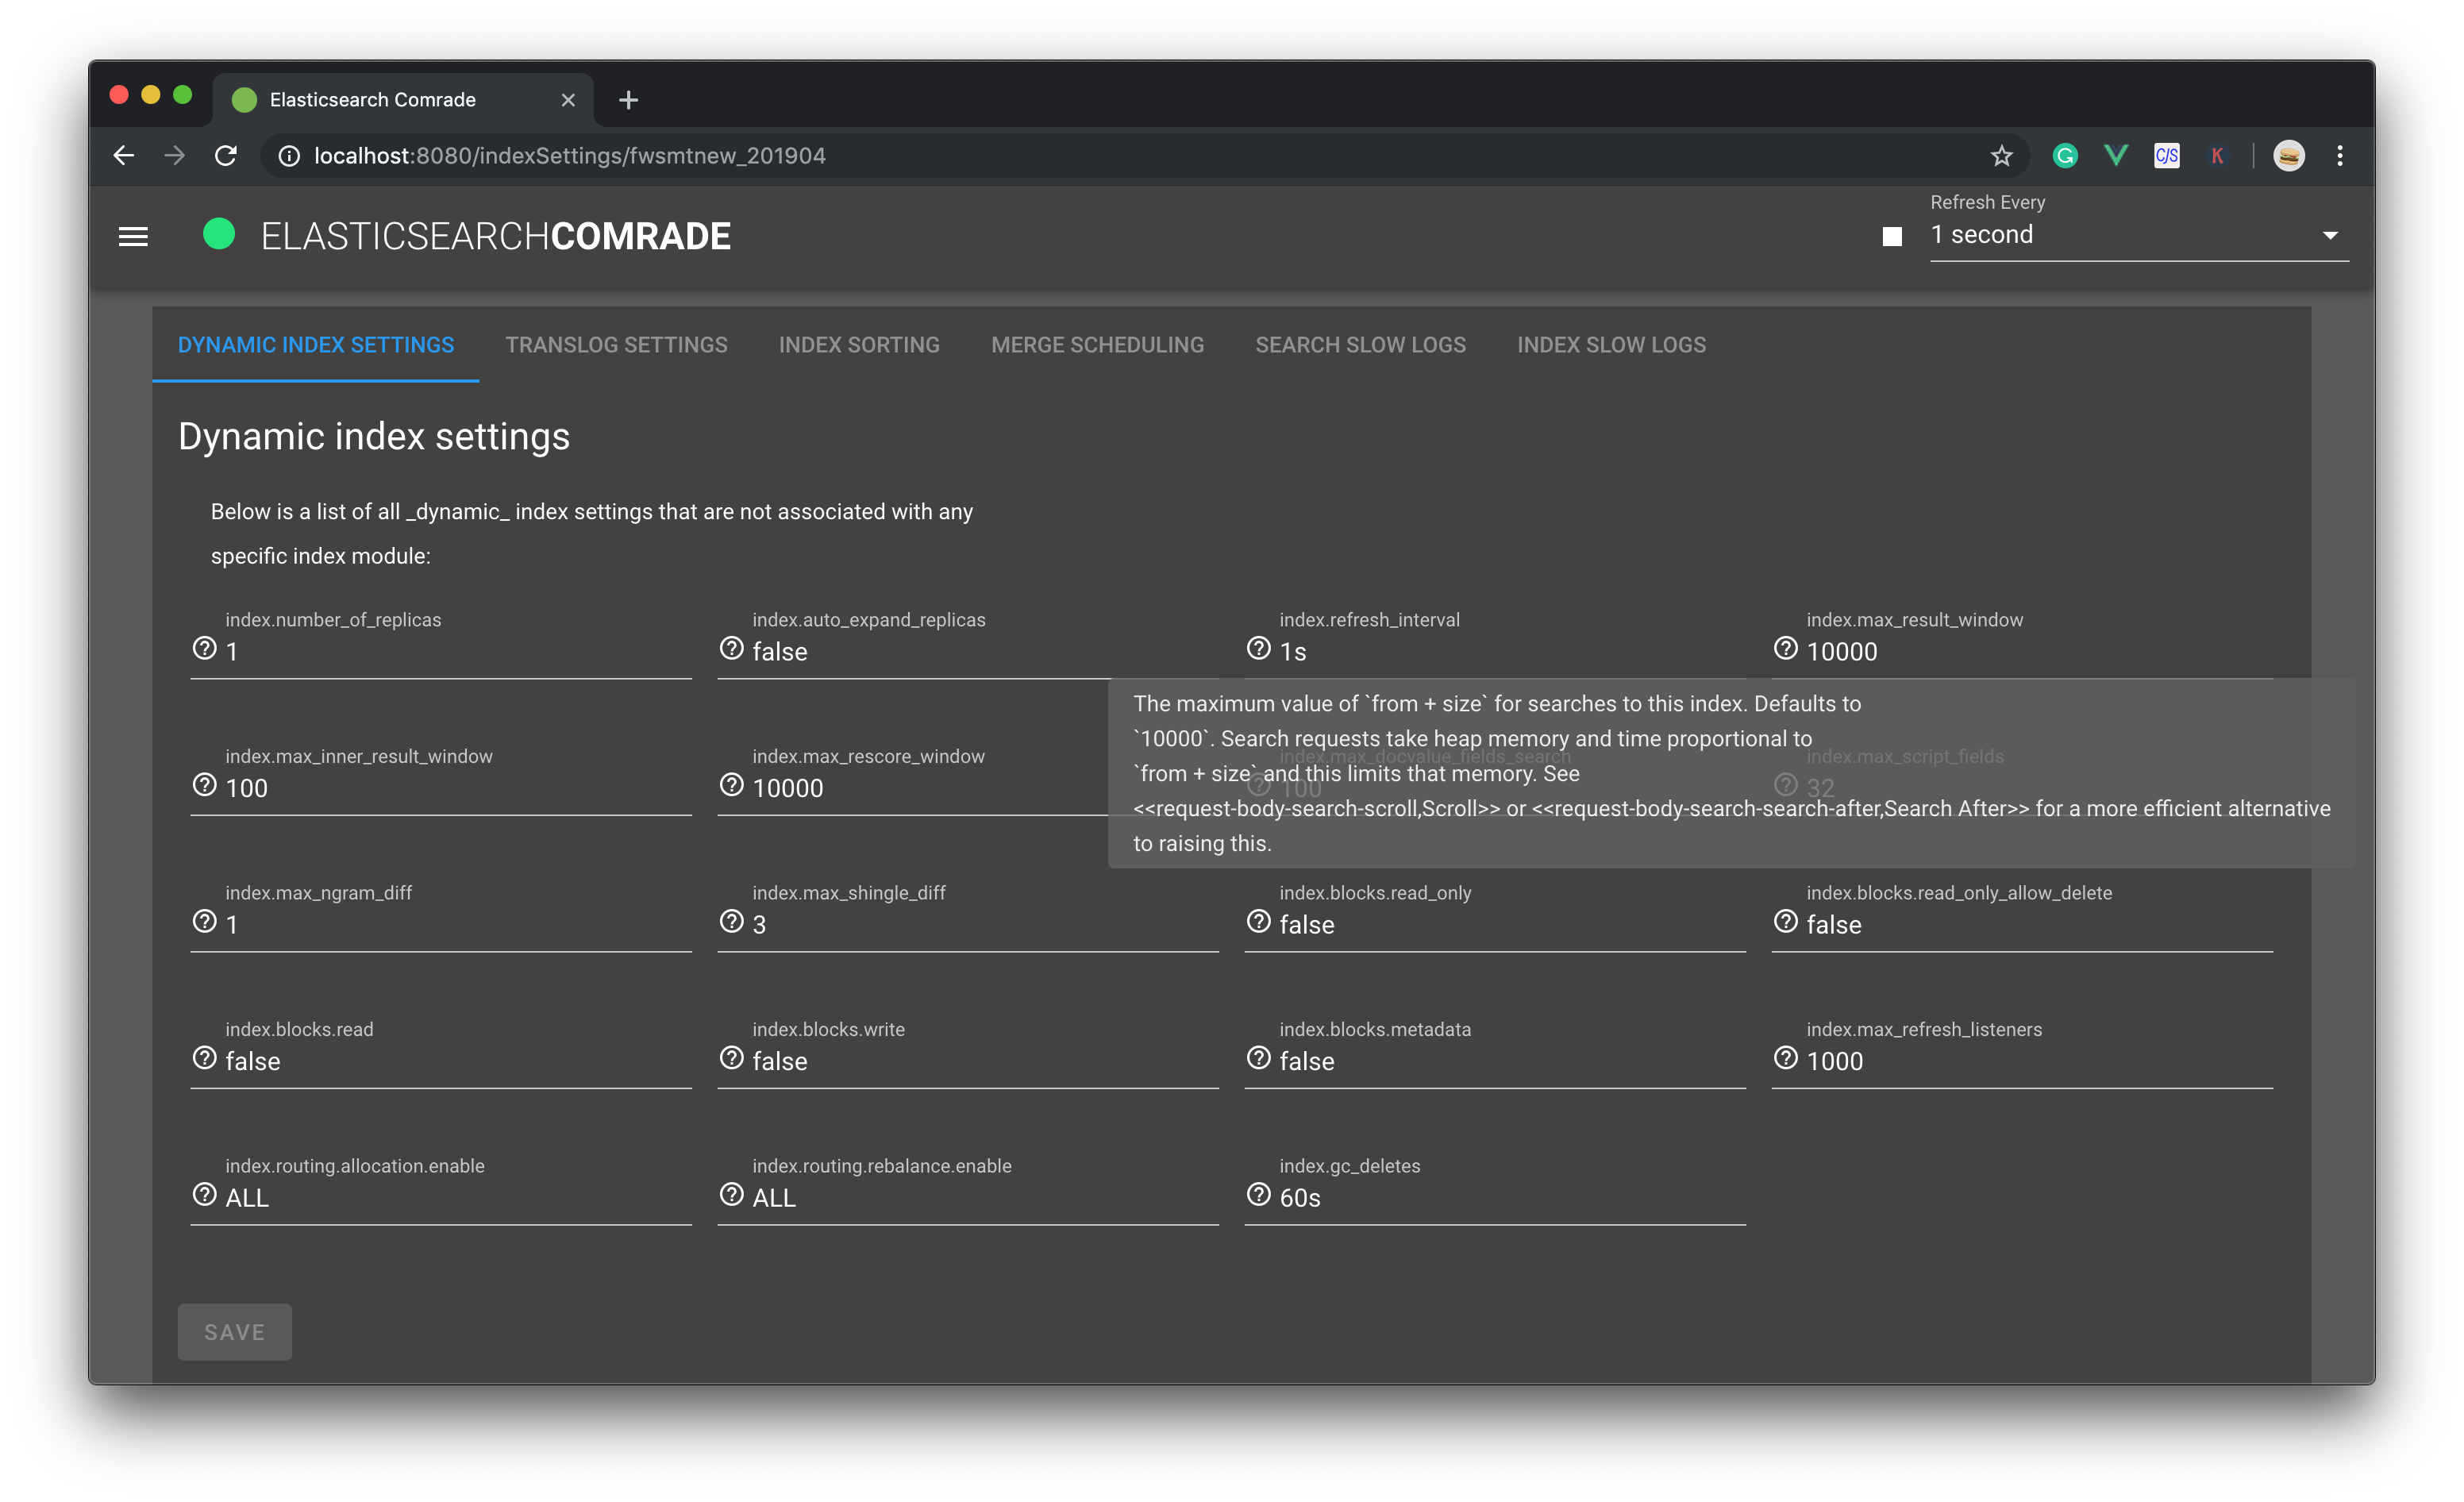 Elasticsearch Comrade
localhost:8080/indexSettings/fwsmtnew_201904
C/S
K
ELASTICSEARCHCOMRADE
Refresh Every
1 second
DYNAMIC INDEX SETTINGS
TRANSLOG SETTINGS
INDEX SORTING
MERGE SCHEDULING
SEARCH SLOW LOGS
INDEX SLOW LOGS
Dynamic index settings
Below is a list of all _dynamic_ index settings that are not associated with any
specific index module:
index.number_of_replicas
1
index.auto_expand_replicas
false
index.refresh_interval
1s
index.max_result_window
10000
The maximum value of `from + size` for searches to this index. Defaults to
`10000`. Search requests take heap memory and time proportional to
`from + size` and this limits that memory. See
<<request-body-search-scroll,Scroll>> or <<request-body-search-search-after,Search After>> for a more efficient alternative
to raising this.
index.max_inner_result_window
100
index.max_rescore_window
10000
index.max_docvalue_fields_search
100
index.max_script_fields
32
index.max_ngram_diff
1
index.max_shingle_diff
3
index.blocks.read_only
false
index.blocks.read_only_allow_delete
false
index.blocks.read
false
index.blocks.write
false
index.blocks.metadata
false
index.max_refresh_listeners
1000
index.routing.allocation.enable
ALL
index.routing.rebalance.enable
ALL
index.gc_deletes
60s
SAVE